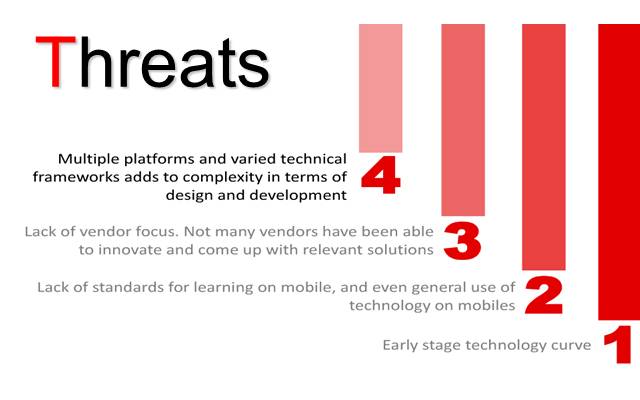 Threats
Multiple platforms and varied technical
frameworks adds to complexity in terms of
design and development
4
Lack of vendor focus. Not many vendors have been able
to innovate and come up with relevant solutions
3
Lack of standards for learning on mobile, and even general use of
technology on mobiles
2
Early stage technology curve
1